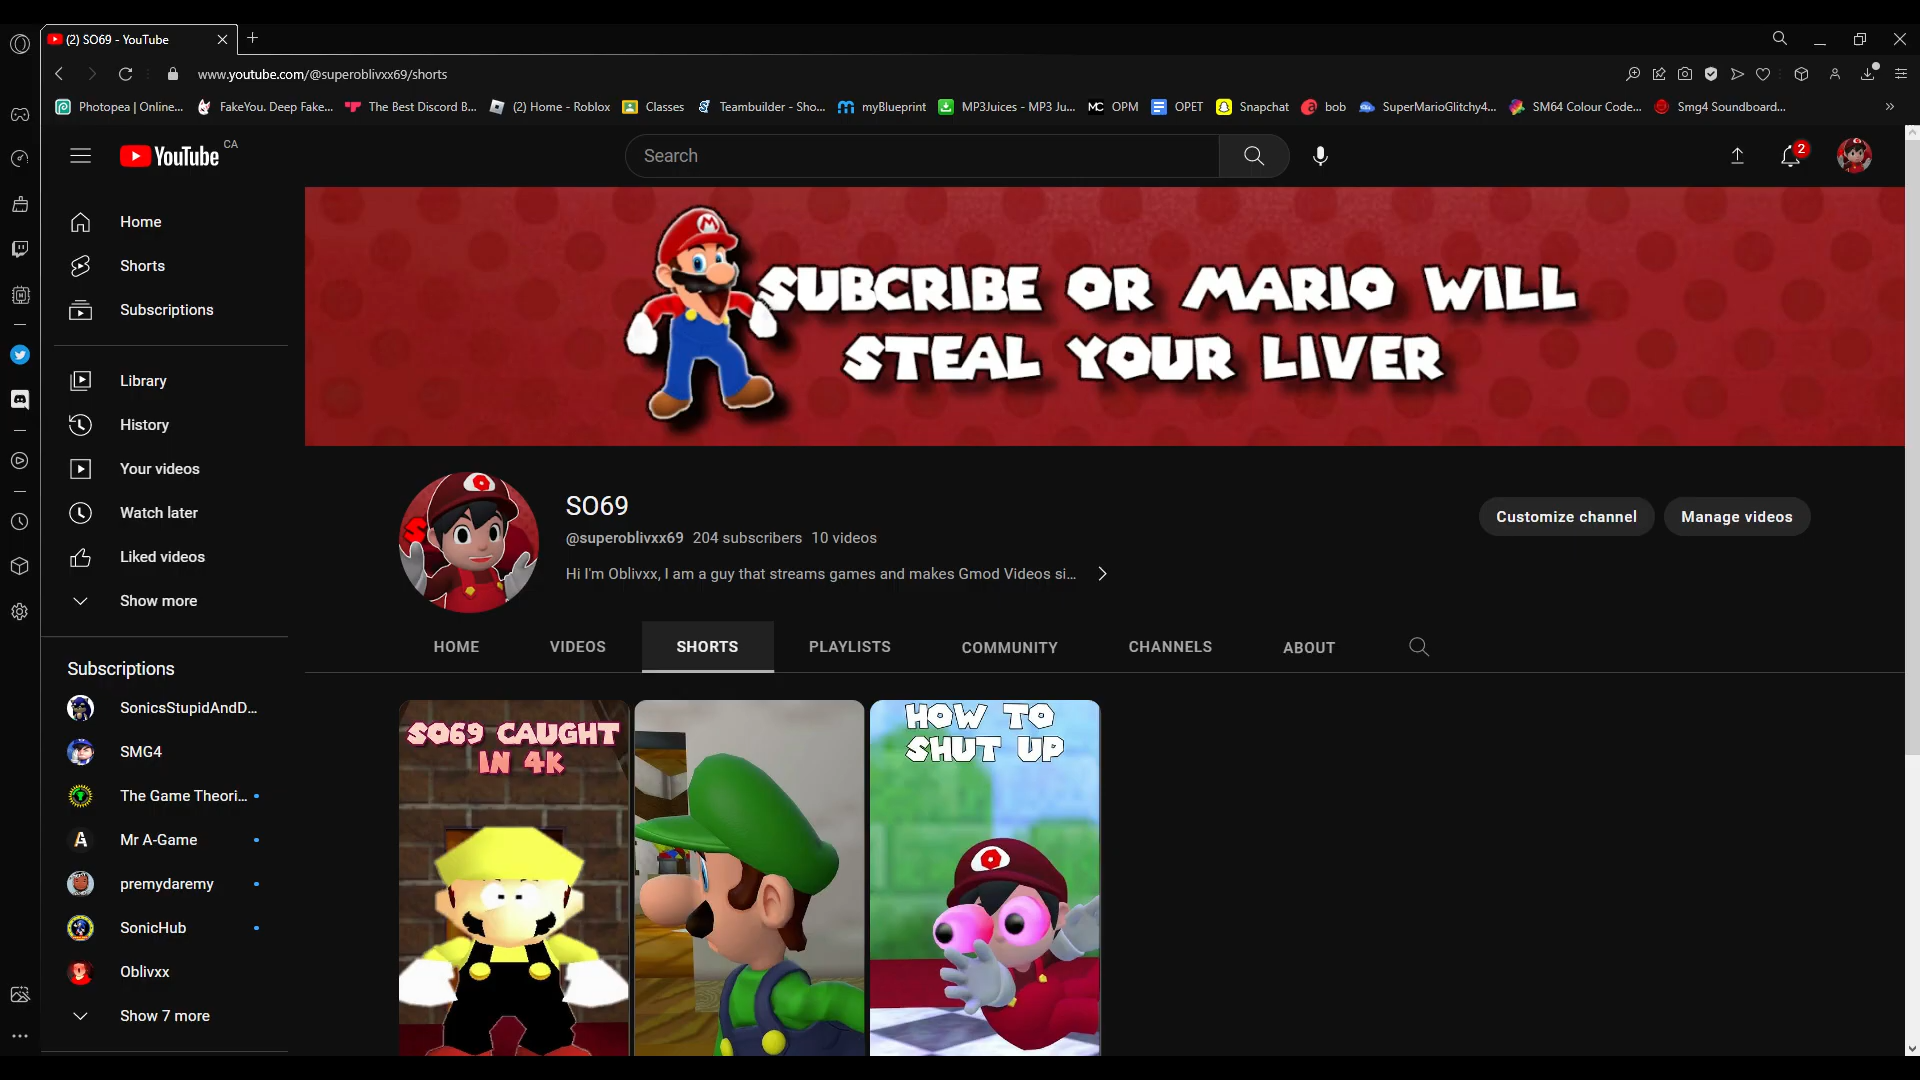 (2) SO69 - YouTube
www.youtube.com/@superoblivxx69/shorts
Photopea | Online... FakeYou. Deep Fake... The Best Discord B... (2) Home - Roblox Classes Teambuilder - Sho... myBlueprint MP3Juices - MP3 Ju... MC OPM OPET Snapchat bob SuperMarioGlitchy4... SM64 Colour Code... Smg4 Soundboard... »
YouTube CA
Search
2
Home
Shorts
Subscriptions
Library
History
Your videos
Watch later
Liked videos
Show more
Subscriptions
SonicsStupidAndD...
SMG4
The Game Theori...
Mr A-Game
premydaremy
SonicHub
Oblivxx
Show 7 more
SUBCRIBE OR MARIO WILL
STEAL YOUR LIVER
SO69
@superoblivxx69 204 subscribers 10 videos
Hi I'm Oblivxx, I am a guy that streams games and makes Gmod Videos si...
Customize channel Manage videos
HOME VIDEOS SHORTS PLAYLISTS COMMUNITY CHANNELS ABOUT
SO69 CAUGHT
IN 4K
HOW TO
SHUT UP